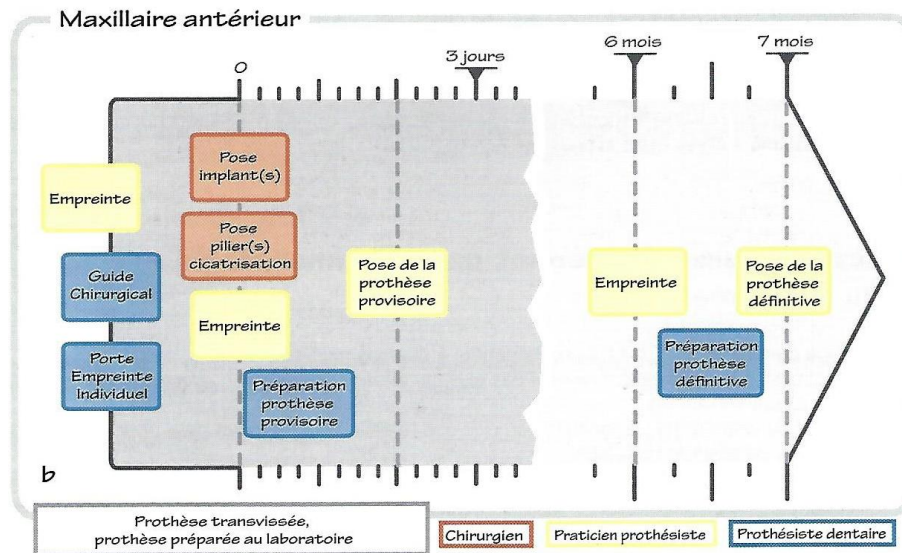 Maxillaire antérieur
0
3 jours
6 mois
7 mois
Pose
implant(s)
Empreinte
Pose
pilier(s)
cicatrisation
Guide
Chirurgical
Pose de la
prothèse
provisoire
Empreinte
Pose de la
prothèse
définitive
Empreinte
Porte
Empreinte
Individuel
Préparation
prothèse
provisoire
Préparation
prothèse
définitive
b
Prothèse transvissée,
prothèse préparée au laboratoire
Chirurgien
Praticien prothésiste
Prothésiste dentaire